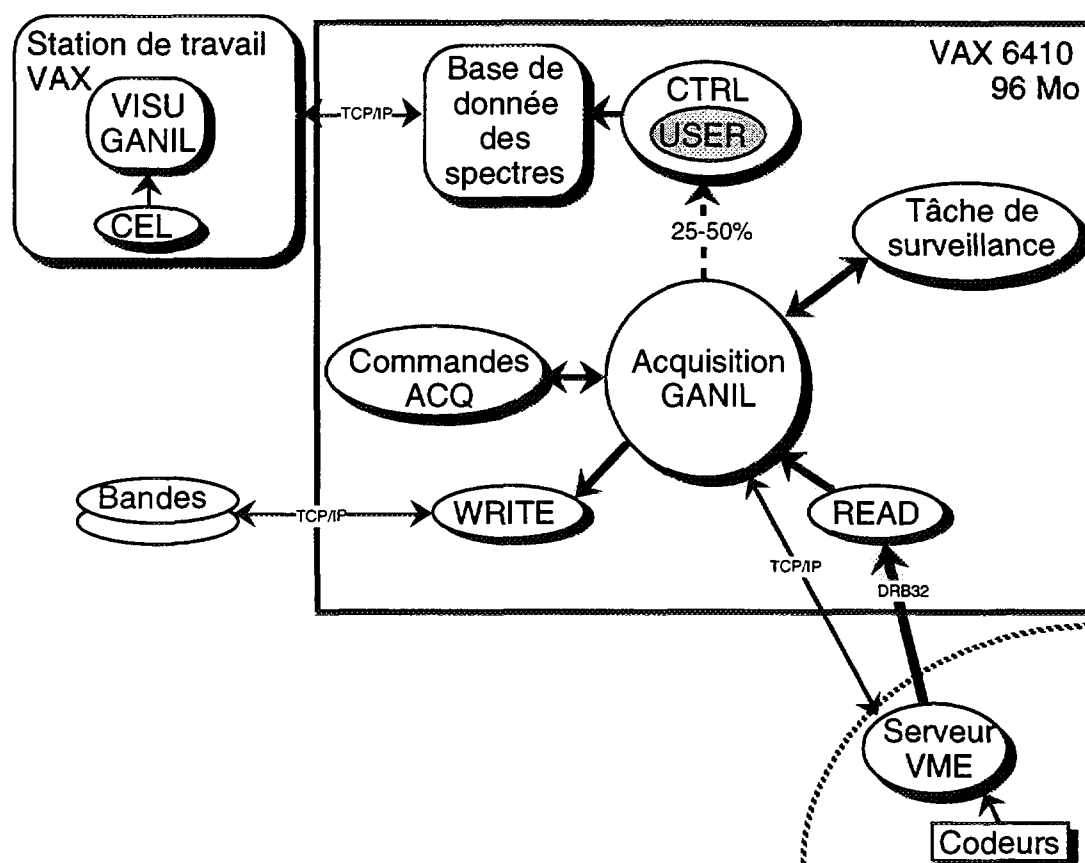 Station de travail
VAX
VISU
GANIL
CEL
TCP/IP
Base de
donnée
des
spectres
CTRL
USER
VAX 6410
96 Mo
25-50%
Tâche de
surveillance
Commandes
ACQ
Acquisition
GANIL
Bandes
TCP/IP
WRITE
READ
TCP/IP
DRB32
Serveur
VME
Codeurs